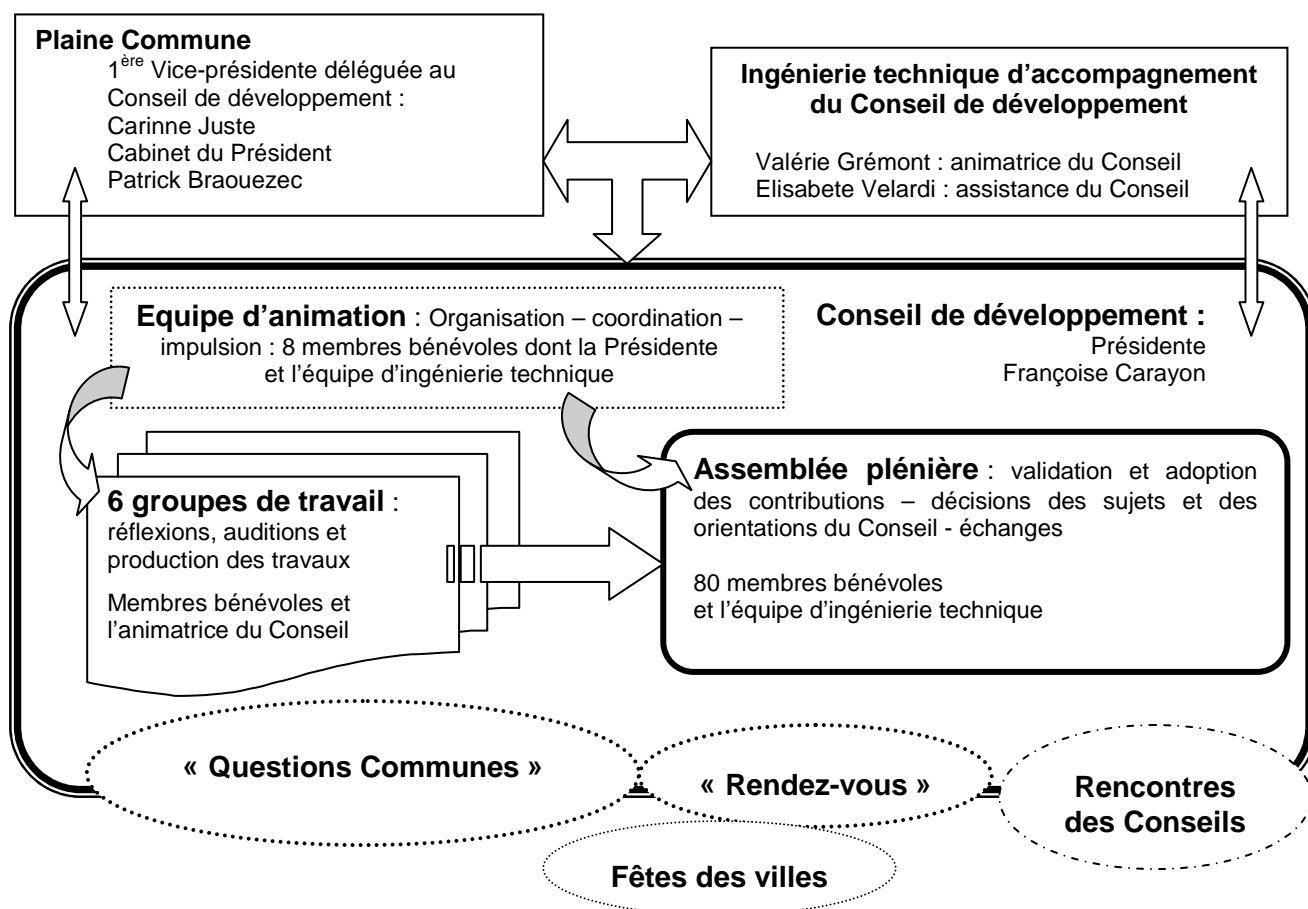 Plaine Commune
1ère Vice-présidente déléguée au
Conseil de développement :
Carinne Juste
Cabinet du Président
Patrick Braouezec
Ingénierie technique d’accompagnement
du Conseil de développement
Valérie Grémont : animatrice du Conseil
Elisabete Velardi : assistance du Conseil
Equipe d’animation : Organisation – coordination –
impulsion : 8 membres bénévoles dont la Présidente
et l’équipe d’ingénierie technique
Conseil de développement :
Présidente
Françoise Carayon
6 groupes de travail :
réflexions, auditions et
production des travaux
Membres bénévoles et
l’animatrice du Conseil
Assemblée plénière : validation et adoption
des contributions – décisions des sujets et des
orientations du Conseil - échanges
80 membres bénévoles
et l’équipe d’ingénierie technique
« Questions Communes »
« Rendez-vous »
Rencontres
des Conseils
Fêtes des villes